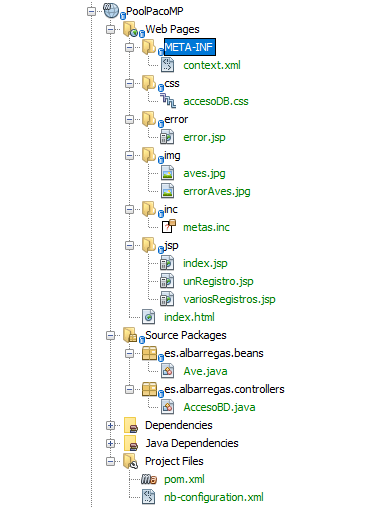 PoolPacoMP
Web Pages
META-INF
context.xml
css
accesoDB.css
error
error.jsp
img
aves.jpg
errorAves.jpg
inc
metas.inc
jsp
index.jsp
unRegistro.jsp
variosRegistros.jsp
index.html
Source Packages
es.albarregas.beans
Ave.java
es.albarregas.controllers
AccesoBD.java
Dependencies
Java Dependencies
Project Files
pom.xml
nb-configuration.xml